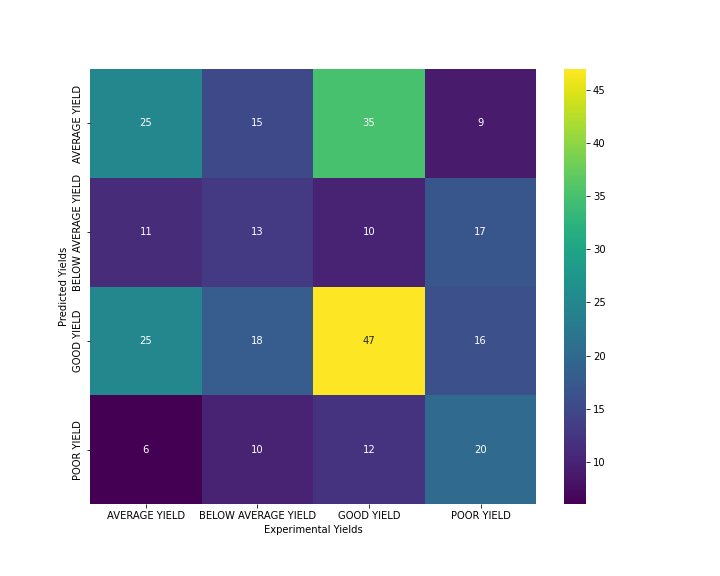 AVERAGE YIELD
25 15 35 9
BELOW AVERAGE YIELD
11 13 10 17
GOOD YIELD
25 18 47 16
POOR YIELD
6 10 12 20
Predicted Yields
AVERAGE YIELD BELOW AVERAGE YIELD GOOD YIELD POOR YIELD
Experimental Yields
45
40
35
30
25
20
15
10